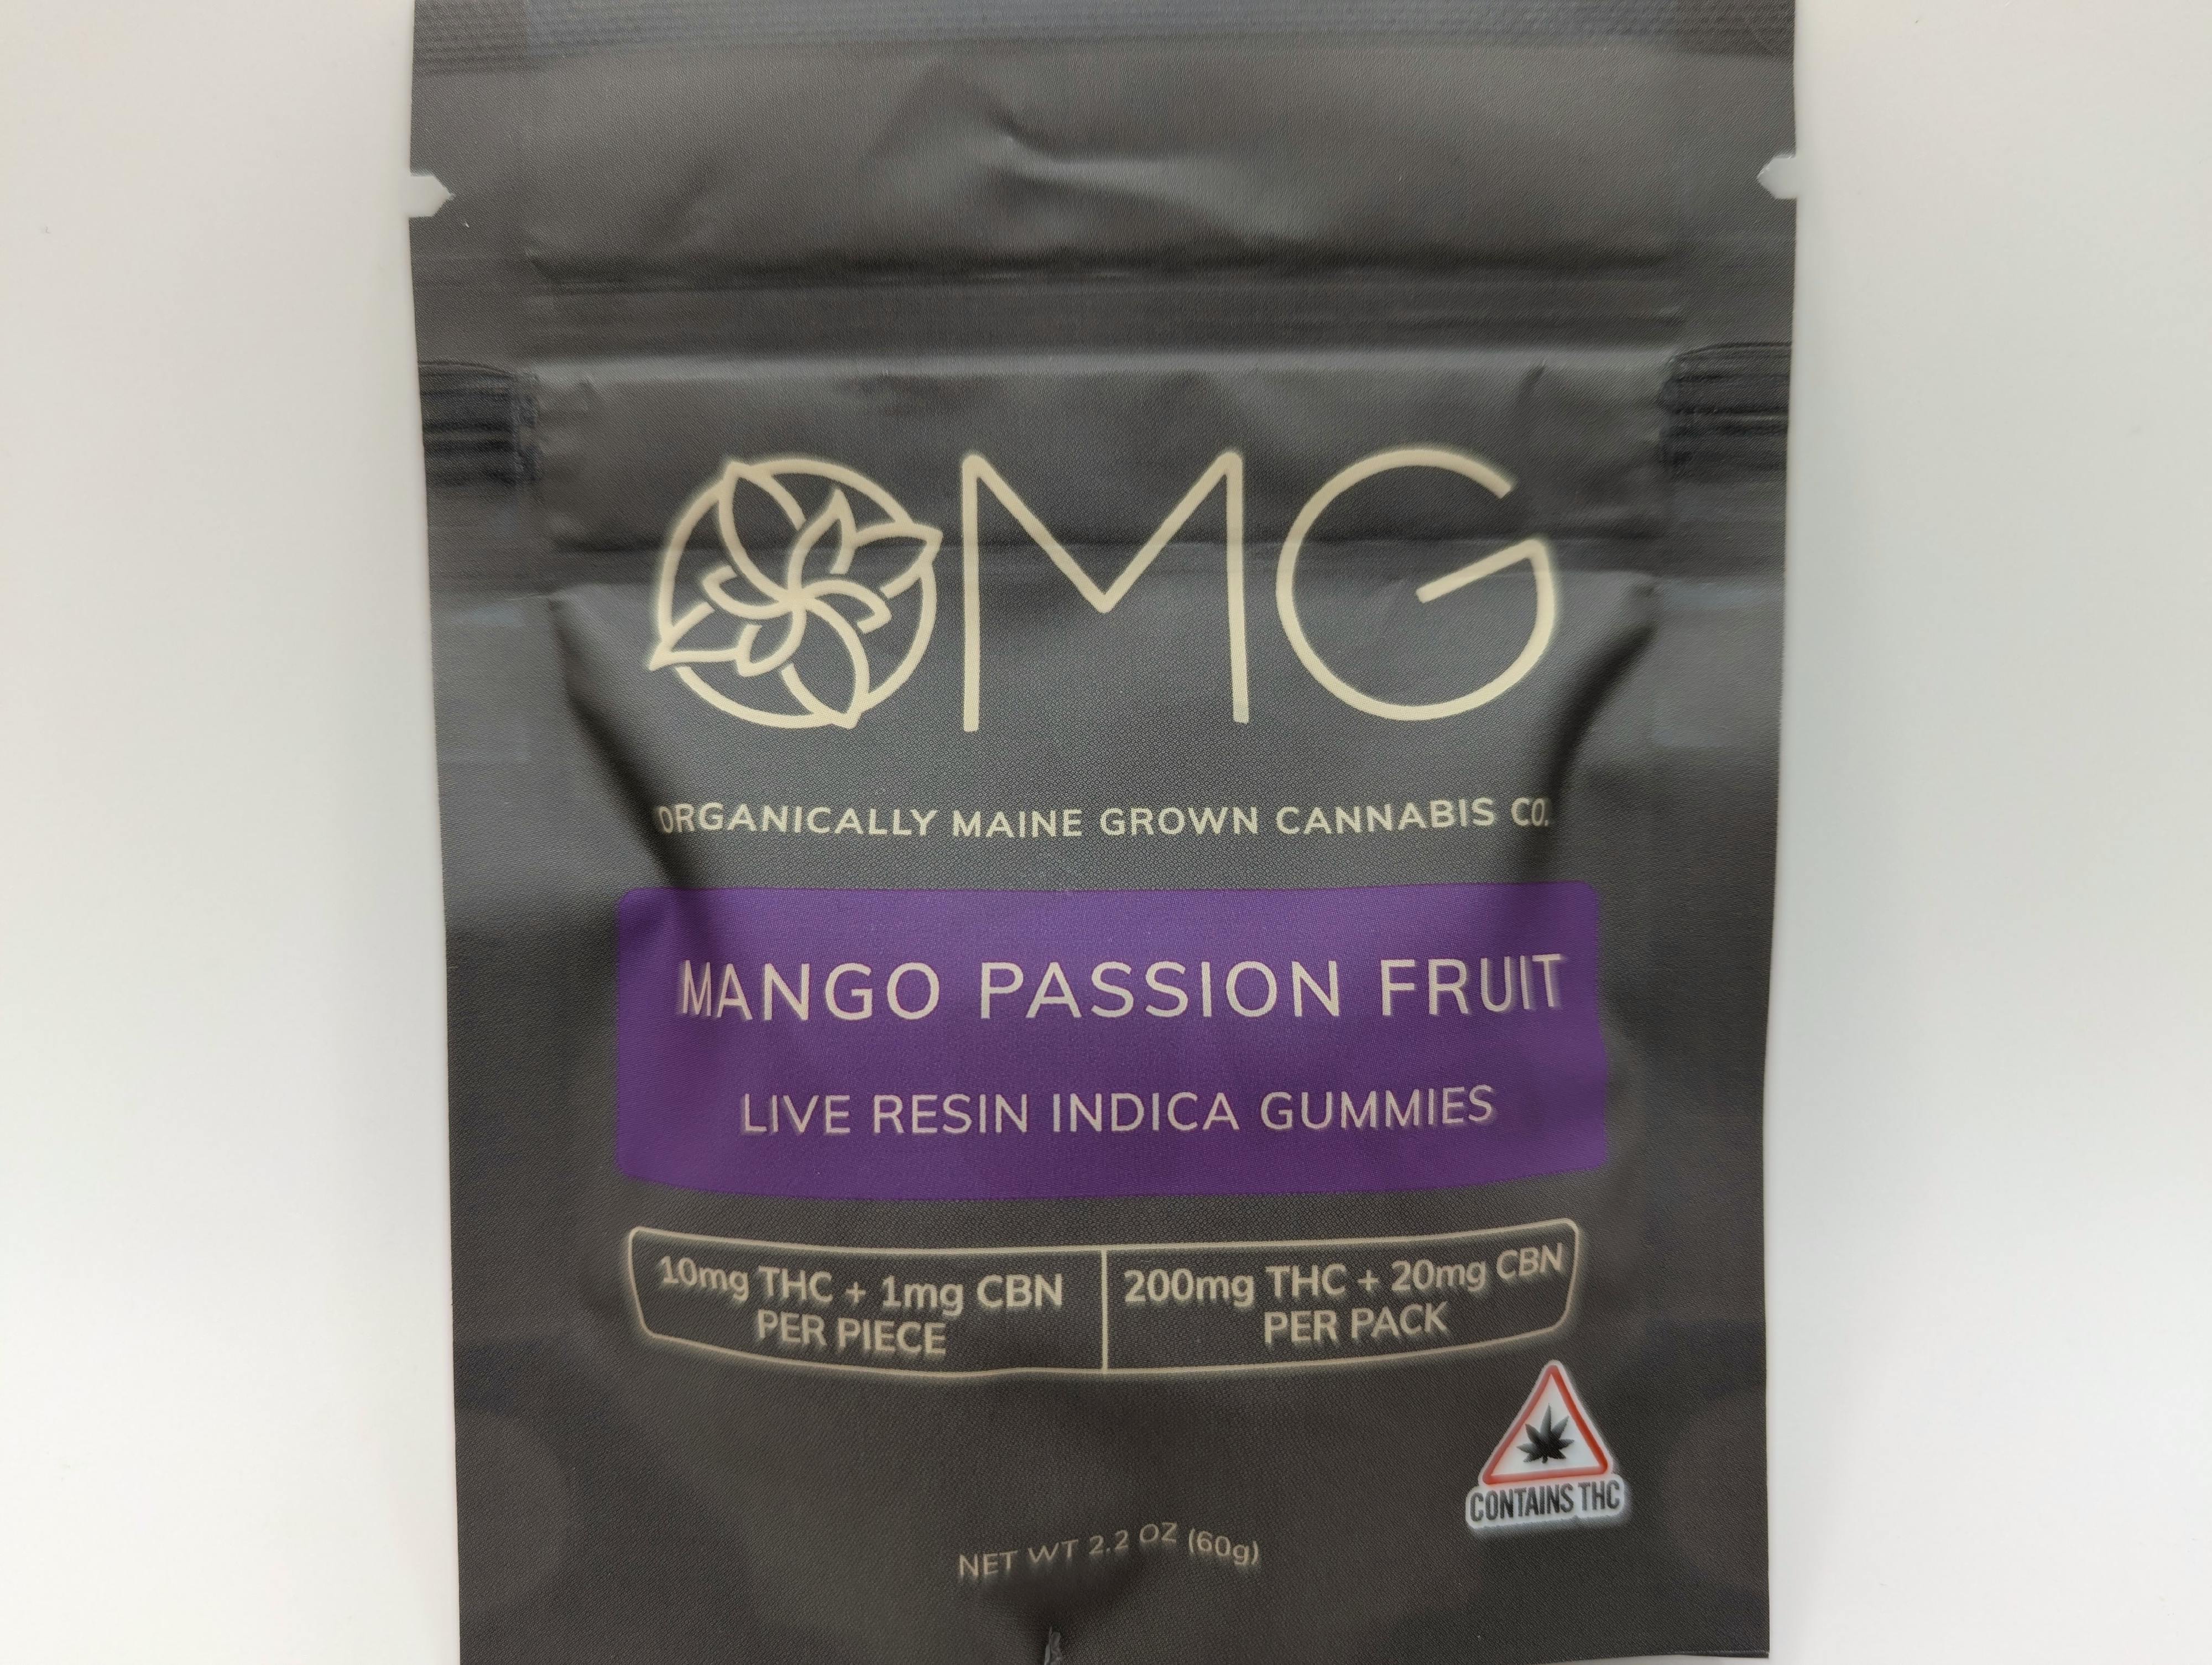 OMG
ORGANICALLY MAINE GROWN CANNABIS CO.
MANGO PASSION FRUIT
LIVE RESIN INDICA GUMMIES
10mg THC + 1mg CBN
PER PIECE
200mg THC + 20mg CBN
PER PACK
CONTAINS THC
NET WT 2.2 OZ (60g)